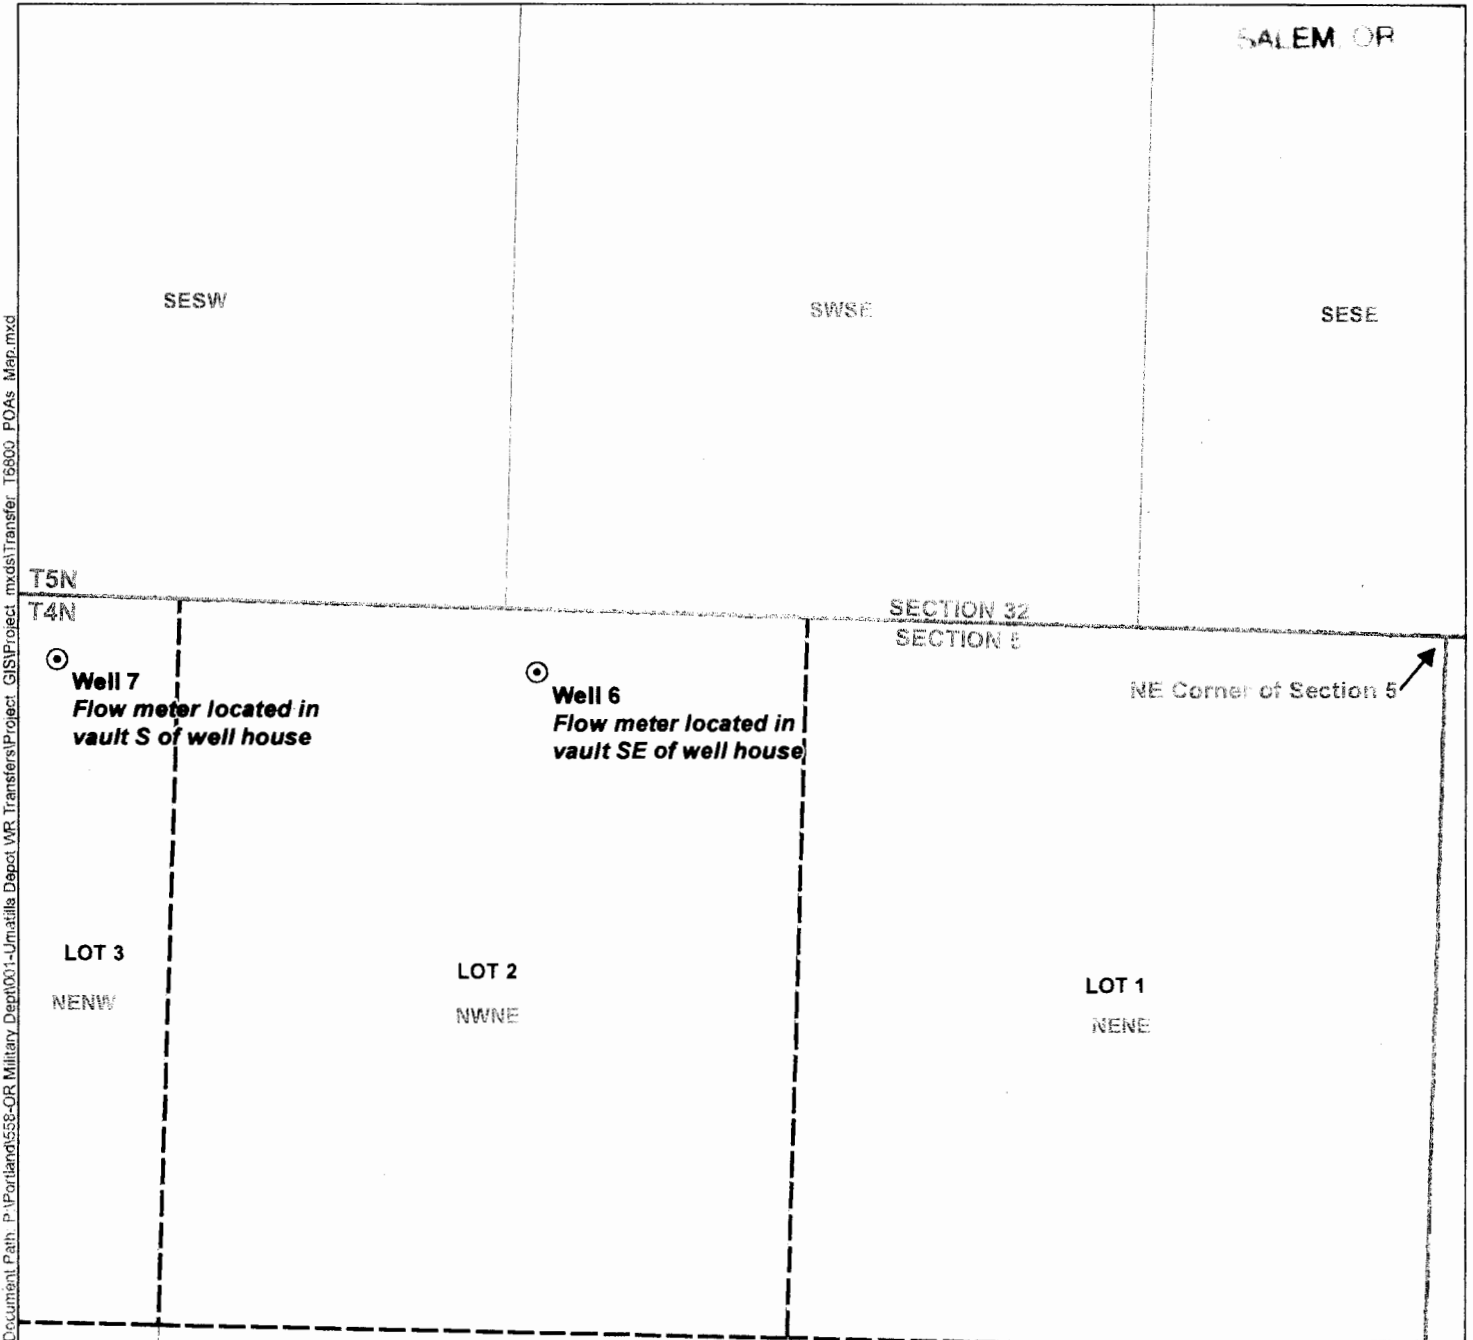 SALEM, OR
SESW
SWSE
SESE
T5N
T4N
SECTION 32
SECTION 5
Well 7
Flow meter located in
vault S of well house
Well 6
Flow meter located in
vault SE of well house
NE Corner of Section 5
LOT 3
NENW
LOT 2
NWNE
LOT 1
NENE
Document Path: P:\Portland\558-OR Military Dept\001-Umatilla Depot WR Transfers\Project_GIS\Project_mxds\Transfer_T6800_POAs_Map.mxd